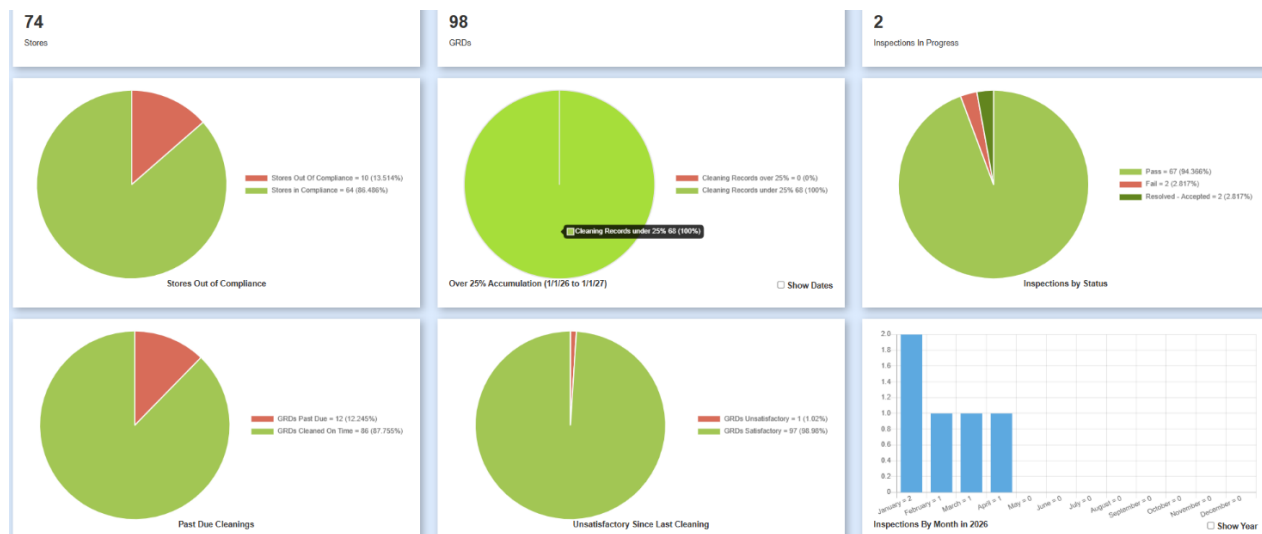 74
Stores
98
GRDs
2
Inspections In Progress
Stores Out Of Compliance = 10 (13.514%)
Stores in Compliance = 64 (86.486%)
Stores Out of Compliance
Cleaning Records over 25% = 0 (0%)
Cleaning Records under 25% 68 (100%)
Cleaning Records under 25% 68 (100%)
Over 25% Accumulation (1/1/26 to 1/1/27)
Show Dates
Pass = 67 (94.366%)
Fail = 2 (2.817%)
Resolved - Accepted = 2 (2.817%)
Inspections by Status
GRDs Past Due = 12 (12.245%)
GRDs Cleaned On Time = 86 (87.755%)
Past Due Cleanings
GRDs Unsatisfactory = 1 (1.02%)
GRDs Satisfactory = 97 (98.98%)
Unsatisfactory Since Last Cleaning
2.0
1.8
1.6
1.4
1.2
1.0
0.8
0.6
0.4
0.2
0
January = 2
February = 1
March = 1
April = 1
May = 0
June = 0
July = 0
August = 0
September = 0
October = 0
November = 0
December = 0
Inspections By Month in 2026
Show Year